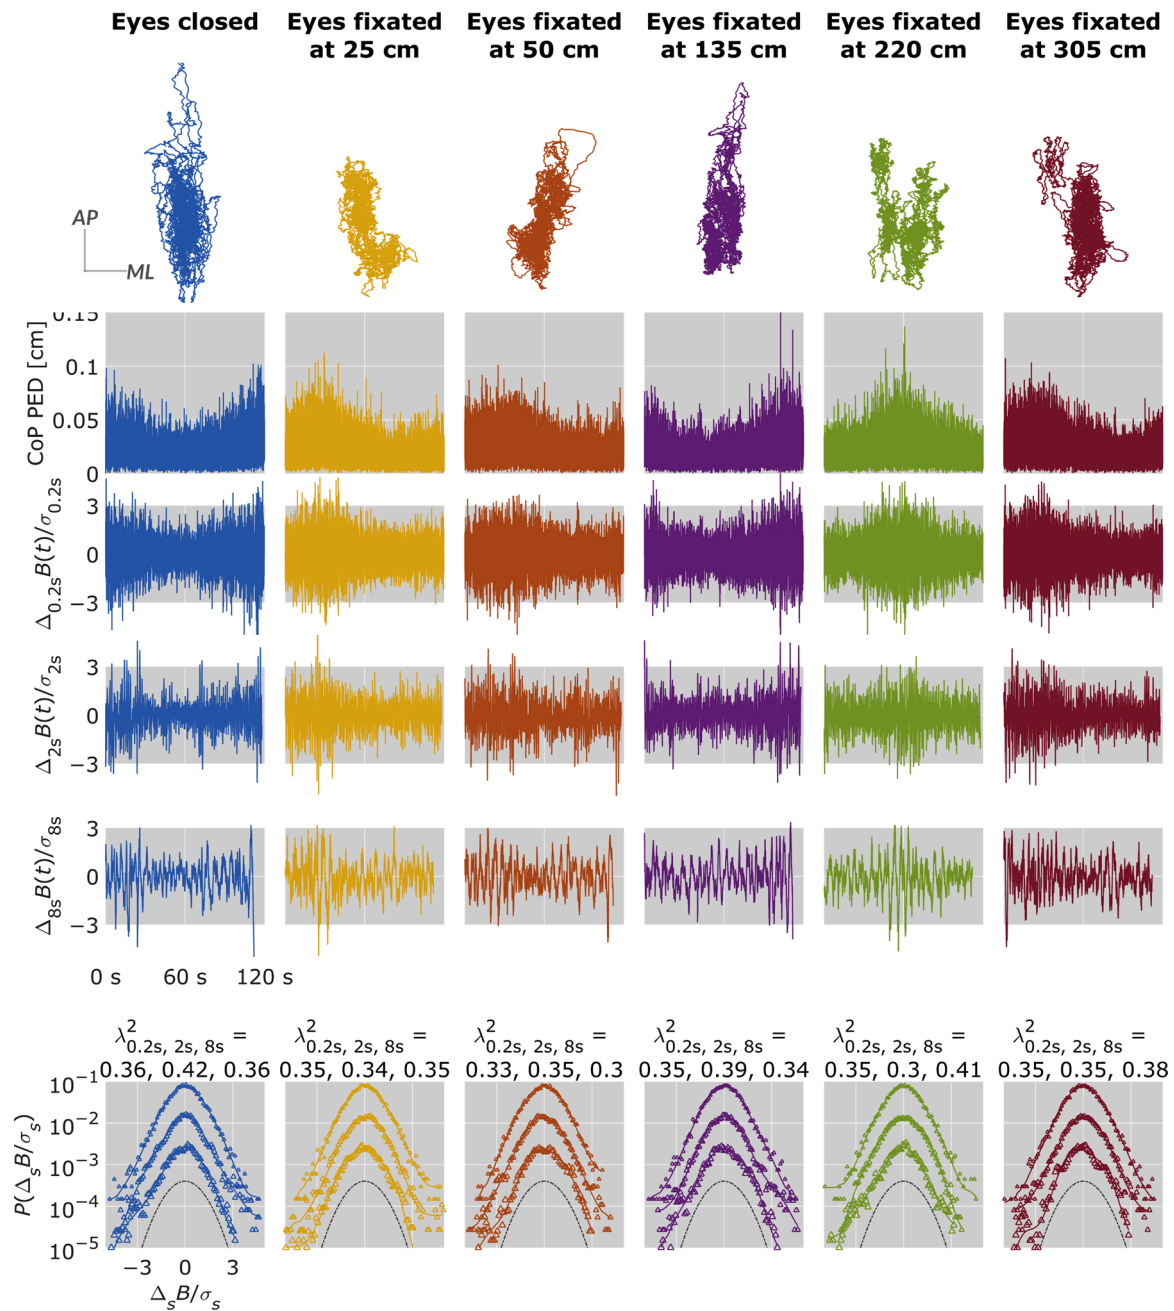 Eyes closed
Eyes fixated
at 25 cm
Eyes fixated
at 50 cm
Eyes fixated
at 135 cm
Eyes fixated
at 220 cm
Eyes fixated
at 305 cm
AP
ML
CoP PED [cm]
0.15
0.1
0.05
0
Δ0.2sB(t)/σ0.2s
3
0
−3
Δ2sB(t)/σ2s
3
0
−3
Δ8sB(t)/σ8s
3
0
−3
0 s 60 s 120 s
λ²0.2s, 2s, 8s =
0.36, 0.42, 0.36
λ²0.2s, 2s, 8s =
0.35, 0.34, 0.35
λ²0.2s, 2s, 8s =
0.33, 0.35, 0.3
λ²0.2s, 2s, 8s =
0.35, 0.39, 0.34
λ²0.2s, 2s, 8s =
0.35, 0.3, 0.41
λ²0.2s, 2s, 8s =
0.35, 0.35, 0.38
P(ΔsB/σs)
10⁻¹
10⁻²
10⁻³
10⁻⁴
10⁻⁵
−3 0 3
ΔsB/σs